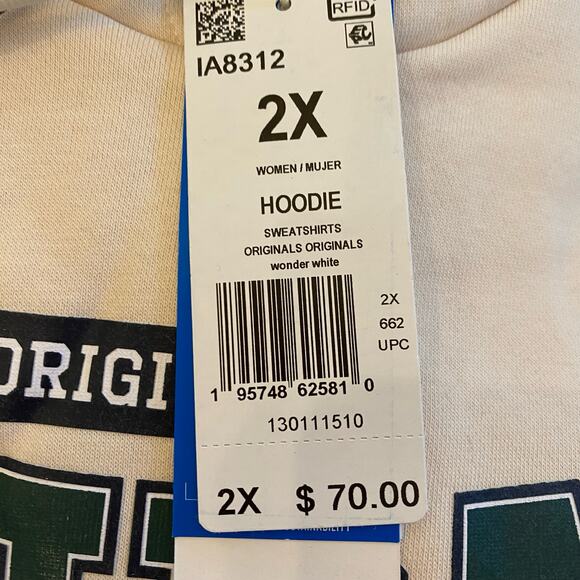 RFID
IA8312
2X
WOMEN / MUJER
HOODIE
SWEATSHIRTS
ORIGINALS ORIGINALS
wonder white
2X
662
UPC
1 95748 62581 0
130111510
2X $ 70.00
ORIGI